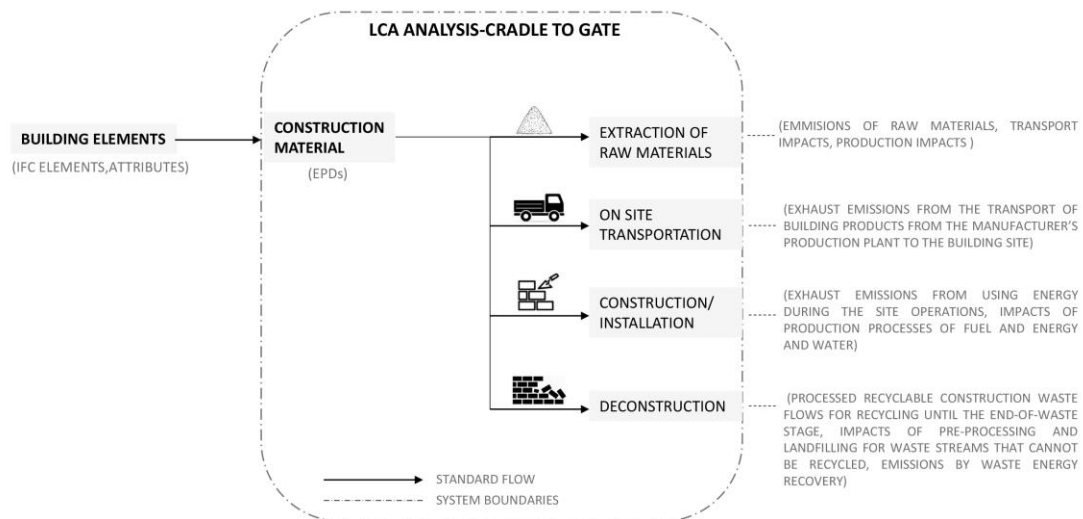 LCA ANALYSIS-CRADLE TO GATE
BUILDING ELEMENTS
(IFC ELEMENTS,ATTRIBUTES)
CONSTRUCTION
MATERIAL
(EPDs)
EXTRACTION OF
RAW MATERIALS
(EMMISIONS OF RAW MATERIALS, TRANSPORT
IMPACTS, PRODUCTION IMPACTS )
ON SITE
TRANSPORTATION
(EXHAUST EMISSIONS FROM THE TRANSPORT OF
BUILDING PRODUCTS FROM THE MANUFACTURER'S
PRODUCTION PLANT TO THE BUILDING SITE)
CONSTRUCTION/
INSTALLATION
(EXHAUST EMISSIONS FROM USING ENERGY
DURING THE SITE OPERATIONS, IMPACTS OF
PRODUCTION PROCESSES OF FUEL AND ENERGY
AND WATER)
DECONSTRUCTION
(PROCESSED RECYCLABLE CONSTRUCTION WASTE
FLOWS FOR RECYCLING UNTIL THE END-OF-WASTE
STAGE, IMPACTS OF PRE-PROCESSING AND
LANDFILLING FOR WASTE STREAMS THAT CANNOT
BE RECYCLED, EMISSIONS BY WASTE ENERGY
RECOVERY)
STANDARD FLOW
SYSTEM BOUNDARIES